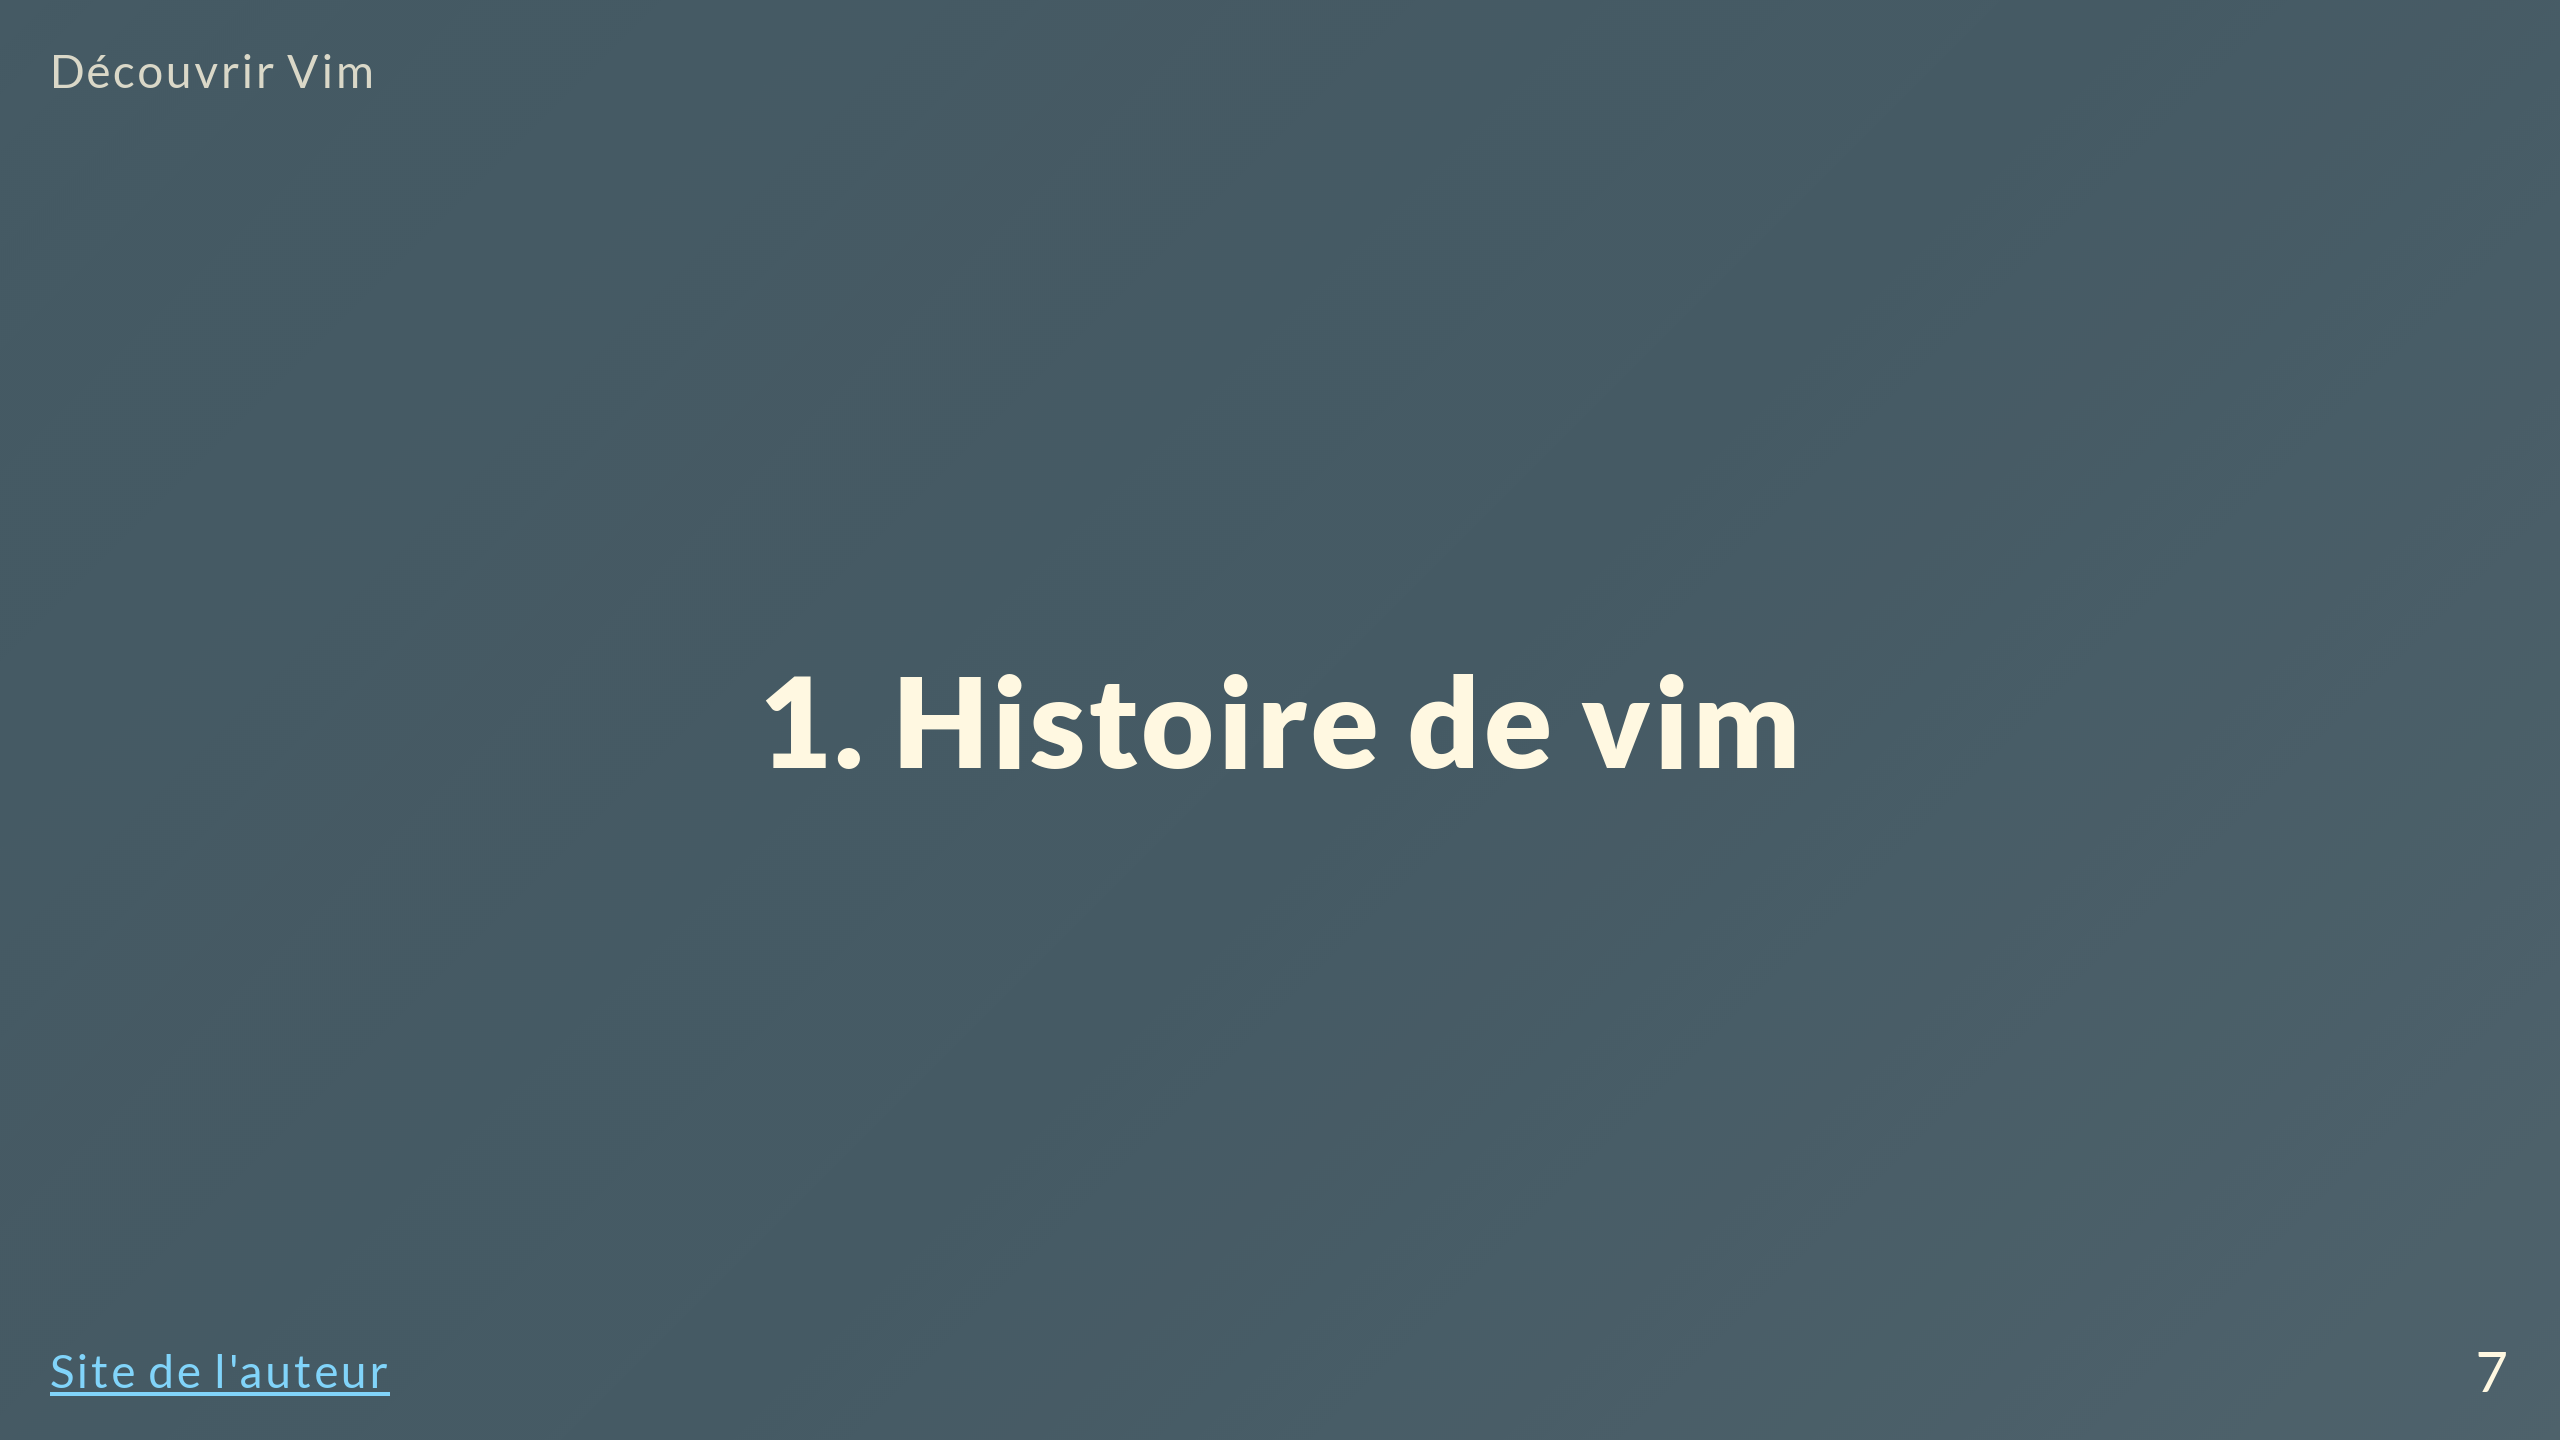 Découvrir Vim
1. Histoire de vim
Site de l'auteur
7